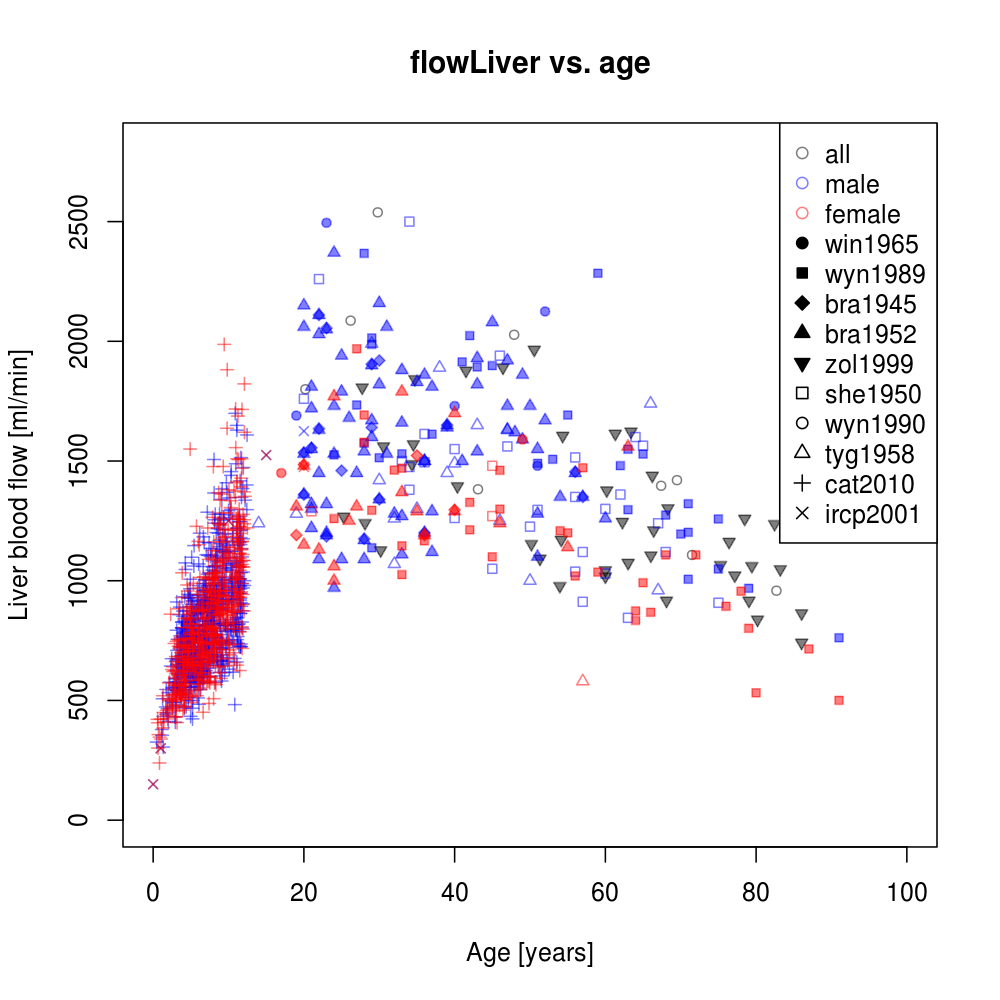 flowLiver vs. age
all
male
female
win1965
wyn1989
bra1945
bra1952
zol1999
she1950
wyn1990
tyg1958
cat2010
ircp2001
Liver blood flow [ml/min]
2500
2000
1500
1000
500
0
0 20 40 60 80 100
Age [years]